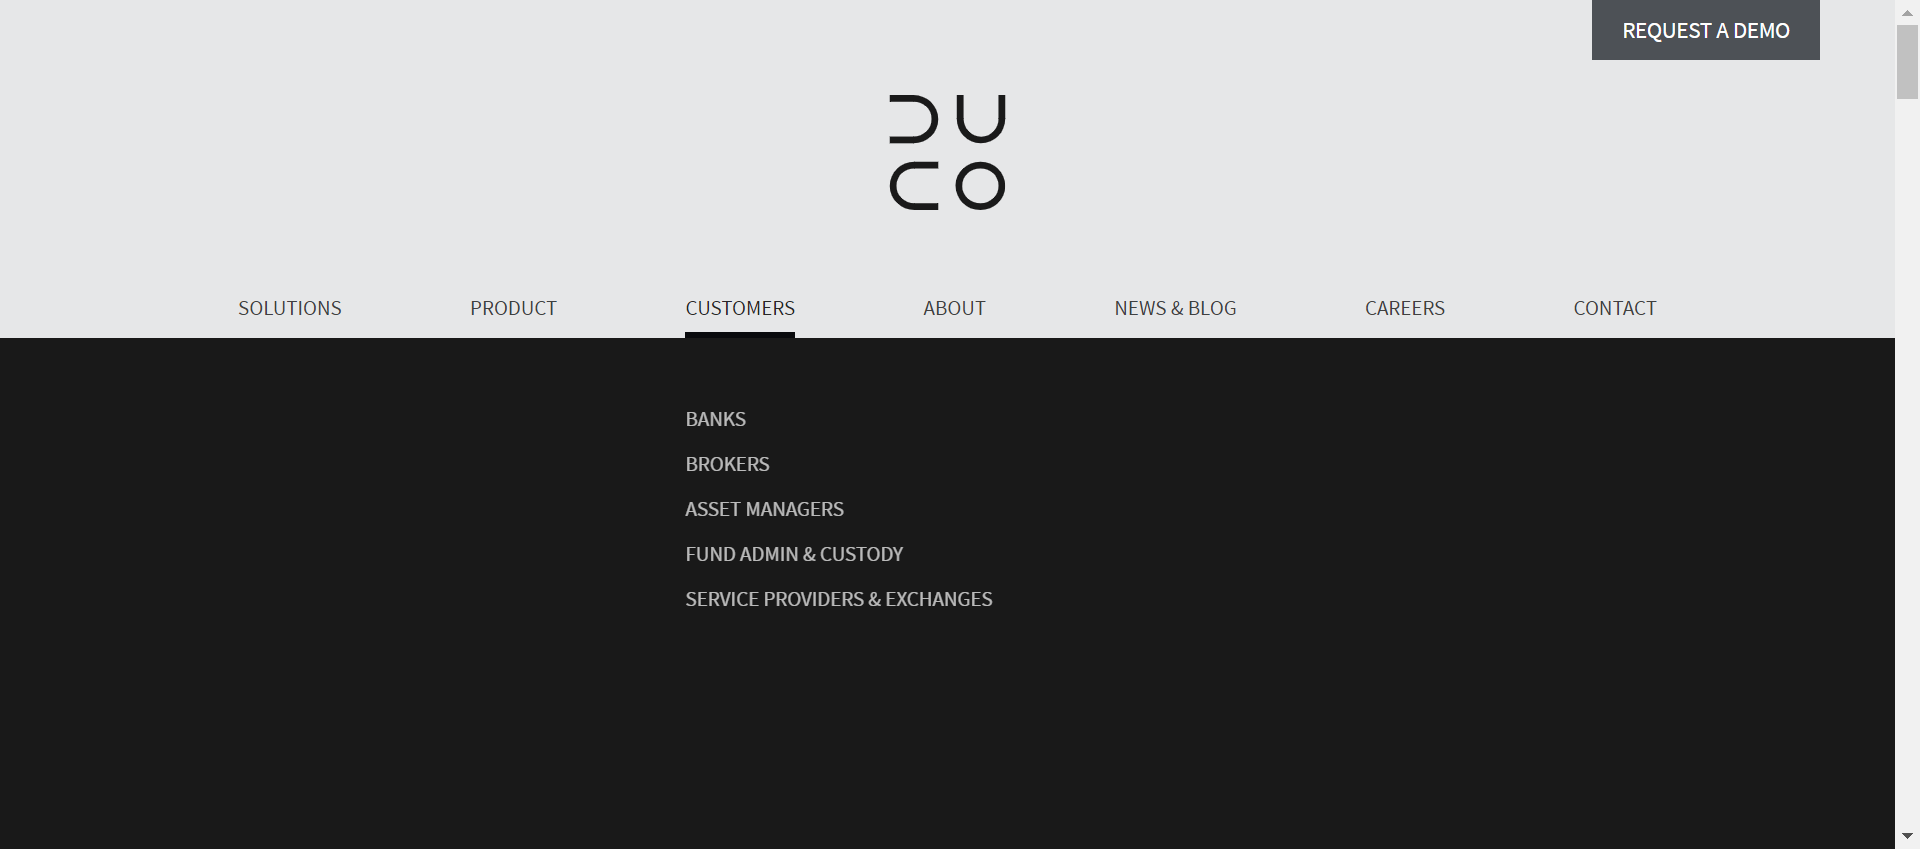 REQUEST A DEMO
DU
CO
SOLUTIONS PRODUCT CUSTOMERS ABOUT NEWS & BLOG CAREERS CONTACT
BANKS
BROKERS
ASSET MANAGERS
FUND ADMIN & CUSTODY
SERVICE PROVIDERS & EXCHANGES